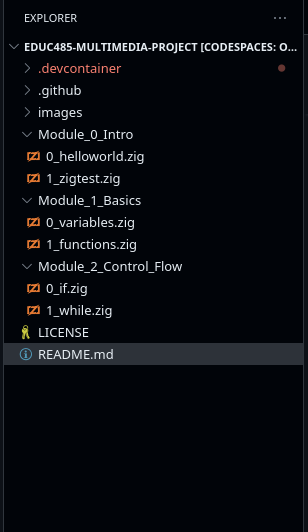 EXPLORER
EDUC485-MULTIMEDIA-PROJECT [CODESPACES: O...
.devcontainer
.github
images
Module_0_Intro
0_helloworld.zig
1_zigtest.zig
Module_1_Basics
0_variables.zig
1_functions.zig
Module_2_Control_Flow
0_if.zig
1_while.zig
LICENSE
README.md